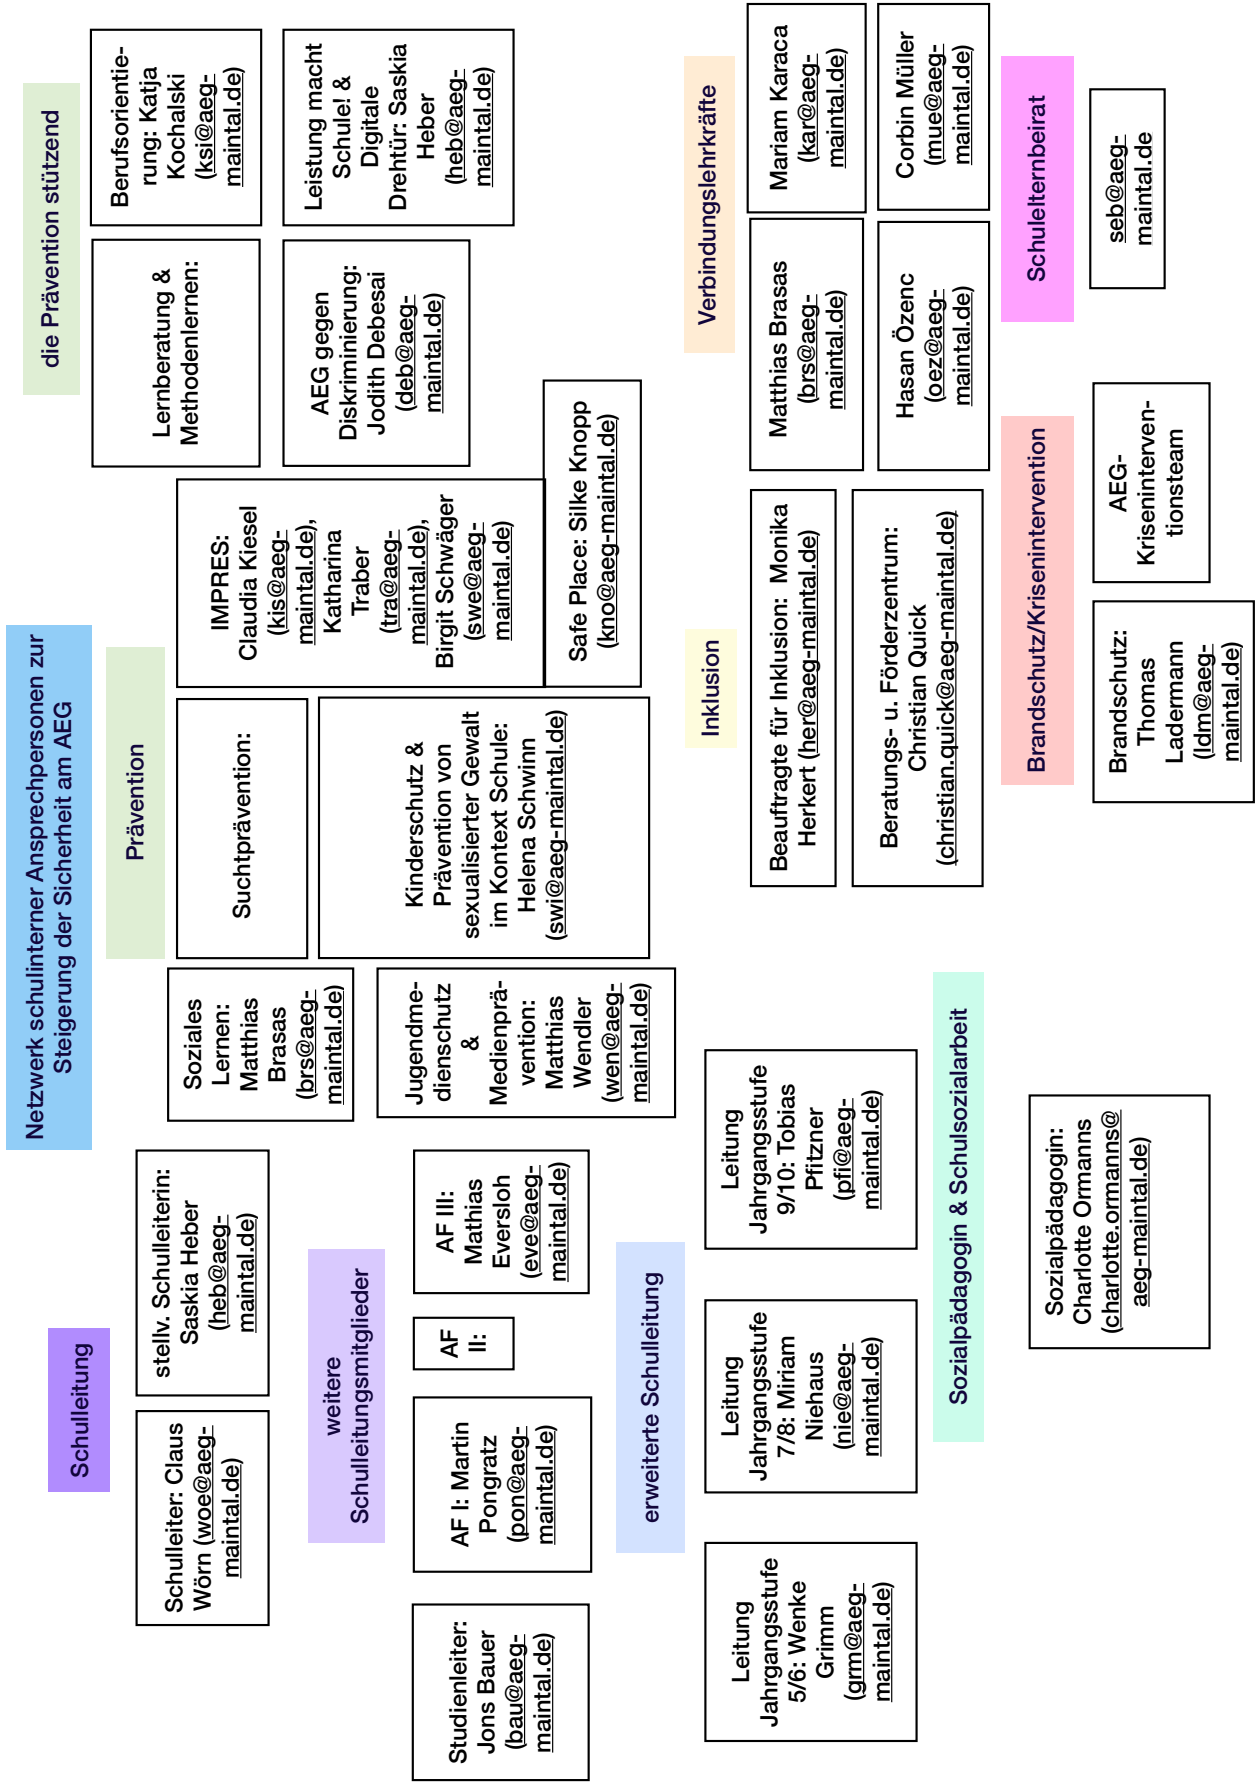 Netzwerk schulinterner Ansprechpersonen zur
Steigerung der Sicherheit am AEG
Schulleitung
Schulleiter: Claus
Wörn (woe@aeg-
maintal.de)
stellv. Schulleiterin:
Saskia Heber
(heb@aeg-
maintal.de)
weitere
Schulleitungsmitglieder
Studienleiter:
Jons Bauer
(bau@aeg-
maintal.de)
AF I: Martin
Pongratz
(pon@aeg-
maintal.de)
AF
II:
AF III:
Mathias
Eversloh
(eve@aeg-
maintal.de)
erweiterte Schulleitung
Leitung
Jahrgangsstufe
5/6: Wenke
Grimm
(grm@aeg-
maintal.de)
Leitung
Jahrgangsstufe
7/8: Miriam
Niehaus
(nie@aeg-
maintal.de)
Leitung
Jahrgangsstufe
9/10: Tobias
Pfitzner
(pfi@aeg-
maintal.de)
Sozialpädagogin & Schulsozialarbeit
Sozialpädagogin:
Charlotte Ormanns
(charlotte.ormanns@
aeg-maintal.de)
Prävention
Soziales
Lernen:
Matthias
Brasas
(brs@aeg-
maintal.de)
Suchtprävention:
IMPRES:
Claudia Kiesel
(kis@aeg-
maintal.de),
Katharina
Traber
(tra@aeg-
maintal.de),
Birgit Schwäger
(swe@aeg-
maintal.de)
Jugendme-
dienschutz
&
Medienprä-
vention:
Matthias
Wendler
(wen@aeg-
maintal.de)
Kinderschutz &
Prävention von
sexualisierter Gewalt
im Kontext Schule:
Helena Schwinn
(swi@aeg-maintal.de)
Safe Place: Silke Knopp
(kno@aeg-maintal.de)
die Prävention stützend
Lernberatung &
Methodenlernen:
Berufsorientie-
rung: Katja
Kochalski
(ksi@aeg-
maintal.de)
AEG gegen
Diskriminierung:
Jodith Debesai
(deb@aeg-
maintal.de)
Leistung macht
Schule! &
Digitale
Drehtür: Saskia
Heber
(heb@aeg-
maintal.de)
Inklusion
Beauftragte für Inklusion: Monika
Herkert (her@aeg-maintal.de)
Beratungs- u. Förderzentrum:
Christian Quick
(christian.quick@aeg-maintal.de)
Verbindungslehrkräfte
Matthias Brasas
(brs@aeg-
maintal.de)
Mariam Karaca
(kar@aeg-
maintal.de)
Hasan Özenc
(oez@aeg-
maintal.de)
Corbin Müller
(mue@aeg-
maintal.de)
Brandschutz/Krisenintervention
Brandschutz:
Thomas
Ladermann
(ldm@aeg-
maintal.de)
AEG-
Kriseninterven-
tionsteam
Schulelternbeirat
seb@aeg-
maintal.de